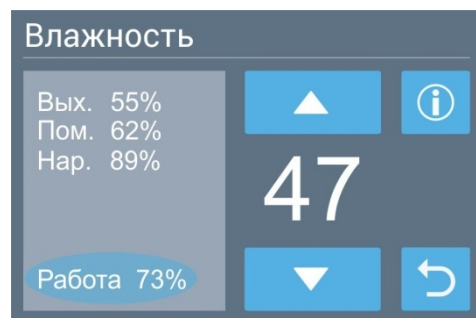 Влажность
Вых. 55%
Пом. 62%
Нар. 89%
47
Работа 73%